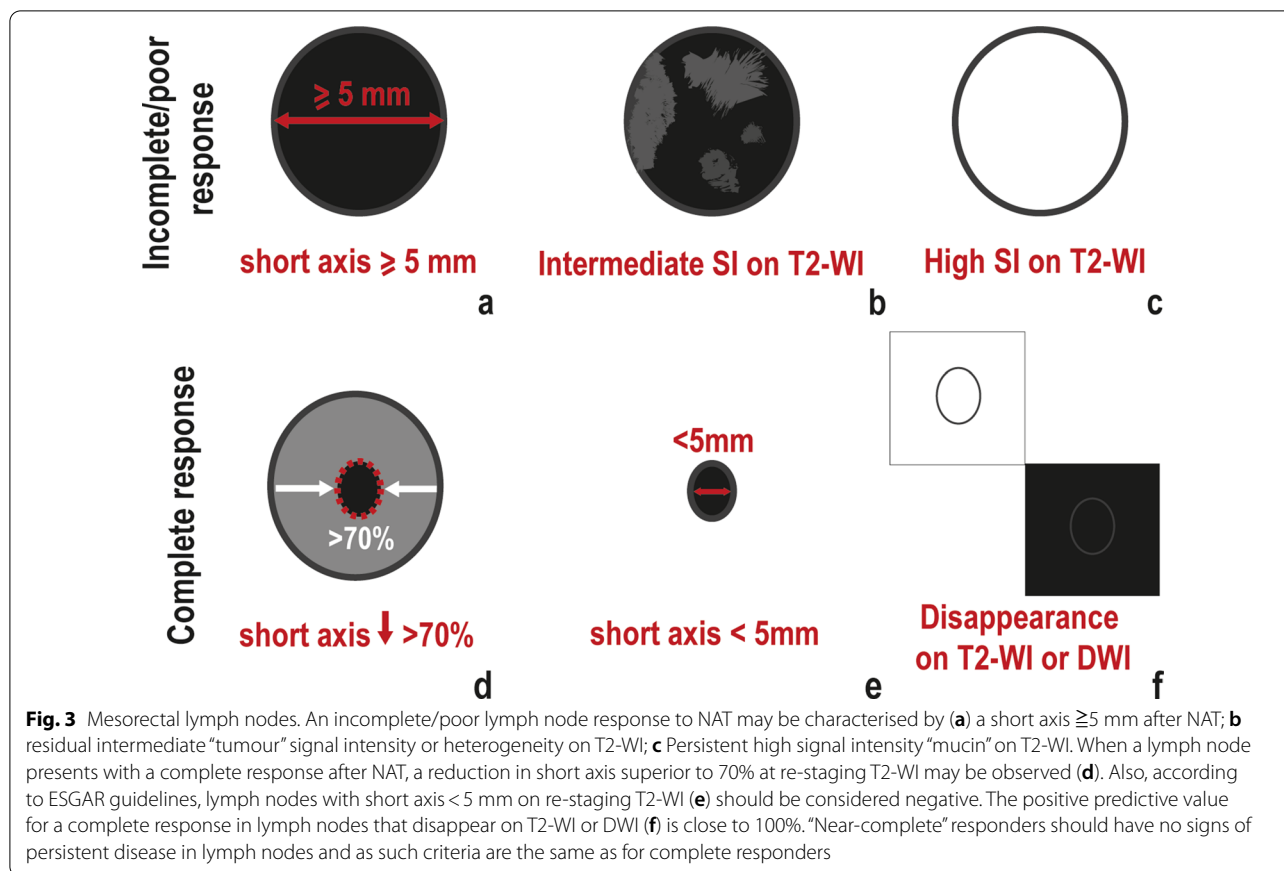 Incomplete/poor
response
⩾ 5 mm
short axis ⩾ 5 mm
a
Intermediate SI on T2-WI
b
High SI on T2-WI
c
Complete response
>70%
short axis ↓ >70%
d
<5mm
short axis < 5mm
e
Disappearance
on T2-WI or DWI
f
Fig. 3 Mesorectal lymph nodes. An incomplete/poor lymph node response to NAT may be characterised by (a) a short axis ≧5 mm after NAT; b
residual intermediate “tumour” signal intensity or heterogeneity on T2-WI; c Persistent high signal intensity “mucin” on T2-WI. When a lymph node
presents with a complete response after NAT, a reduction in short axis superior to 70% at re-staging T2-WI may be observed (d). Also, according
to ESGAR guidelines, lymph nodes with short axis < 5 mm on re-staging T2-WI (e) should be considered negative. The positive predictive value
for a complete response in lymph nodes that disappear on T2-WI or DWI (f) is close to 100%. “Near-complete” responders should have no signs of
persistent disease in lymph nodes and as such criteria are the same as for complete responders